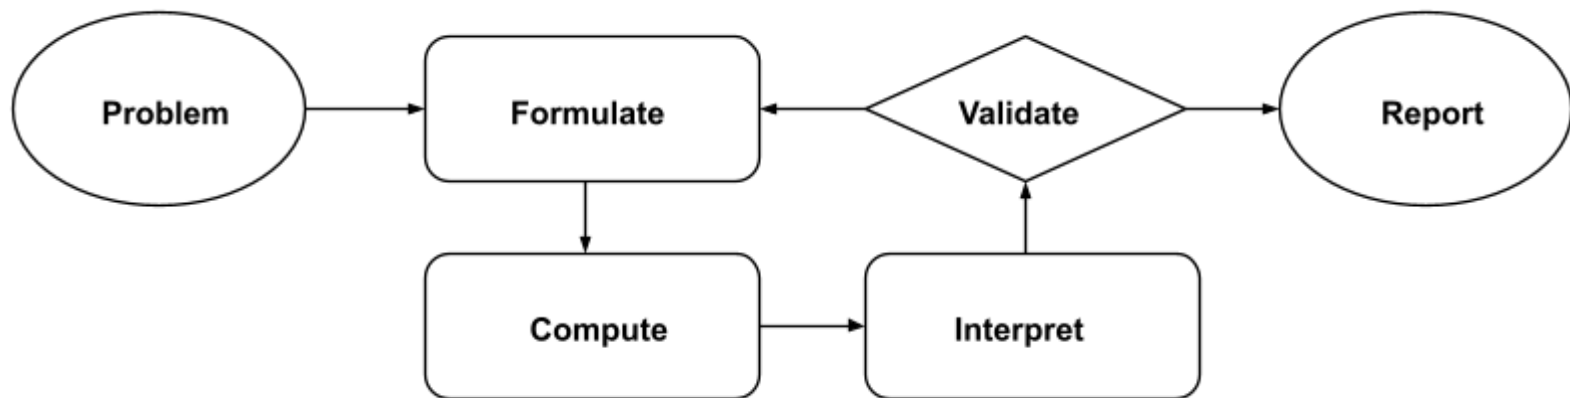 Problem
Formulate
Validate
Report
Compute
Interpret